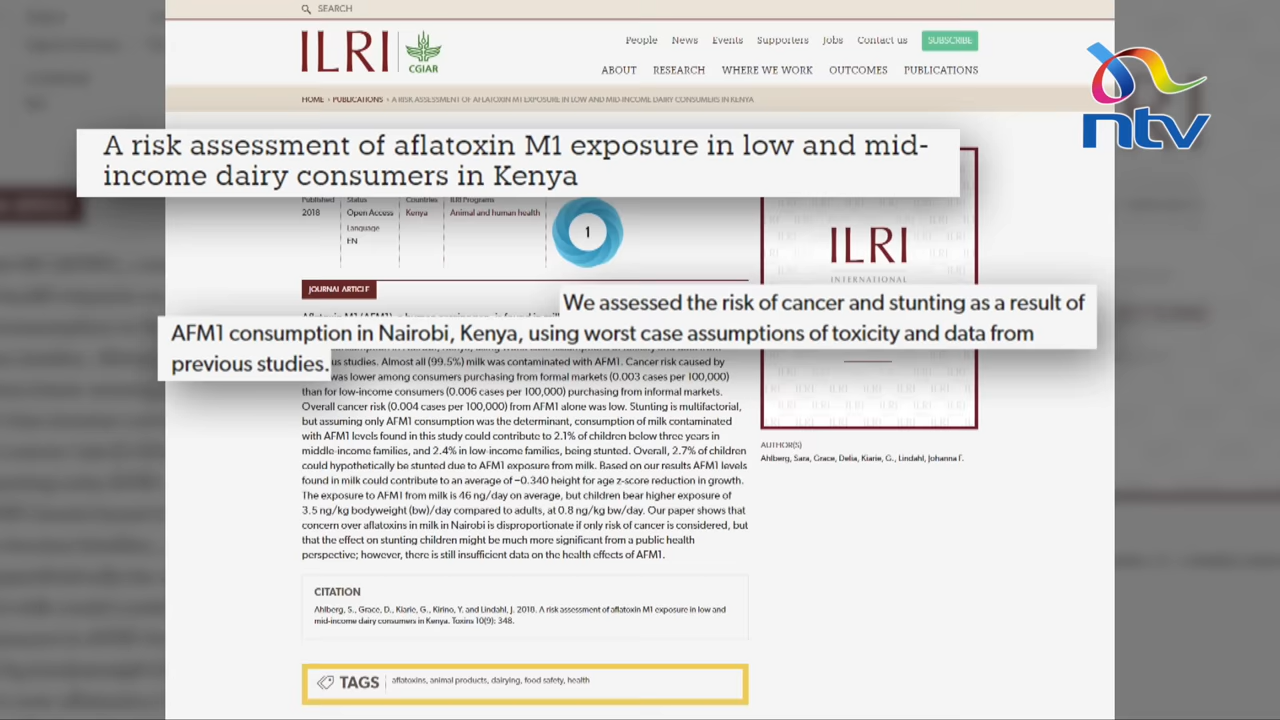 SEARCH
ILRI
CGIAR
People News Events Supporters Jobs Contact us SUBSCRIBE
ABOUT RESEARCH WHERE WE WORK OUTCOMES PUBLICATIONS
ntv
HOME › PUBLICATIONS › A RISK ASSESSMENT OF AFLATOXIN M1 EXPOSURE IN LOW AND MID-INCOME DAIRY CONSUMERS IN KENYA
A risk assessment of aflatoxin M1 exposure in low and mid-
income dairy consumers in Kenya
Published Status Countries ILRI Programs
2018 Open Access Kenya Animal and human health
Language
EN
1
ILRI
INTERNATIONAL
JOURNAL ARTICLE
We assessed the risk of cancer and stunting as a result of
AFM1 consumption in Nairobi, Kenya, using worst case assumptions of toxicity and data from
previous studies.
us studies. Almost all (99.5%) milk was contaminated with AFM1. Cancer risk caused by
was lower among consumers purchasing from formal markets (0.003 cases per 100,000)
than for low-income consumers (0.006 cases per 100,000) purchasing from informal markets.
Overall cancer risk (0.004 cases per 100,000) from AFM1 alone was low. Stunting is multifactorial,
but assuming only AFM1 consumption was the determinant, consumption of milk contaminated
with AFM1 levels found in this study could contribute to 2.1% of children below three years in
middle-income families, and 2.4% in low-income families, being stunted. Overall, 2.7% of children
could hypothetically be stunted due to AFM1 exposure from milk. Based on our results AFM1 levels
found in milk could contribute to an average of −0.340 height for age z-score reduction in growth.
The exposure to AFM1 from milk is 46 ng/day on average, but children bear higher exposure of
3.5 ng/kg bodyweight (bw)/day compared to adults, at 0.8 ng/kg bw/day. Our paper shows that
concern over aflatoxins in milk in Nairobi is disproportionate if only risk of cancer is considered, but
that the effect on stunting children might be much more significant from a public health
perspective; however, there is still insufficient data on the health effects of AFM1.
AUTHOR(S)
Ahlberg, Sara, Grace, Delia, Kiarie, G., Lindahl, Johanna F.
CITATION
Ahlberg, S., Grace, D., Kiarie, G., Kirino, Y. and Lindahl, J. 2018. A risk assessment of aflatoxin M1 exposure in low and
mid-income dairy consumers in Kenya. Toxins 10(9): 348.
TAGS aflatoxins, animal products, dairying, food safety, health